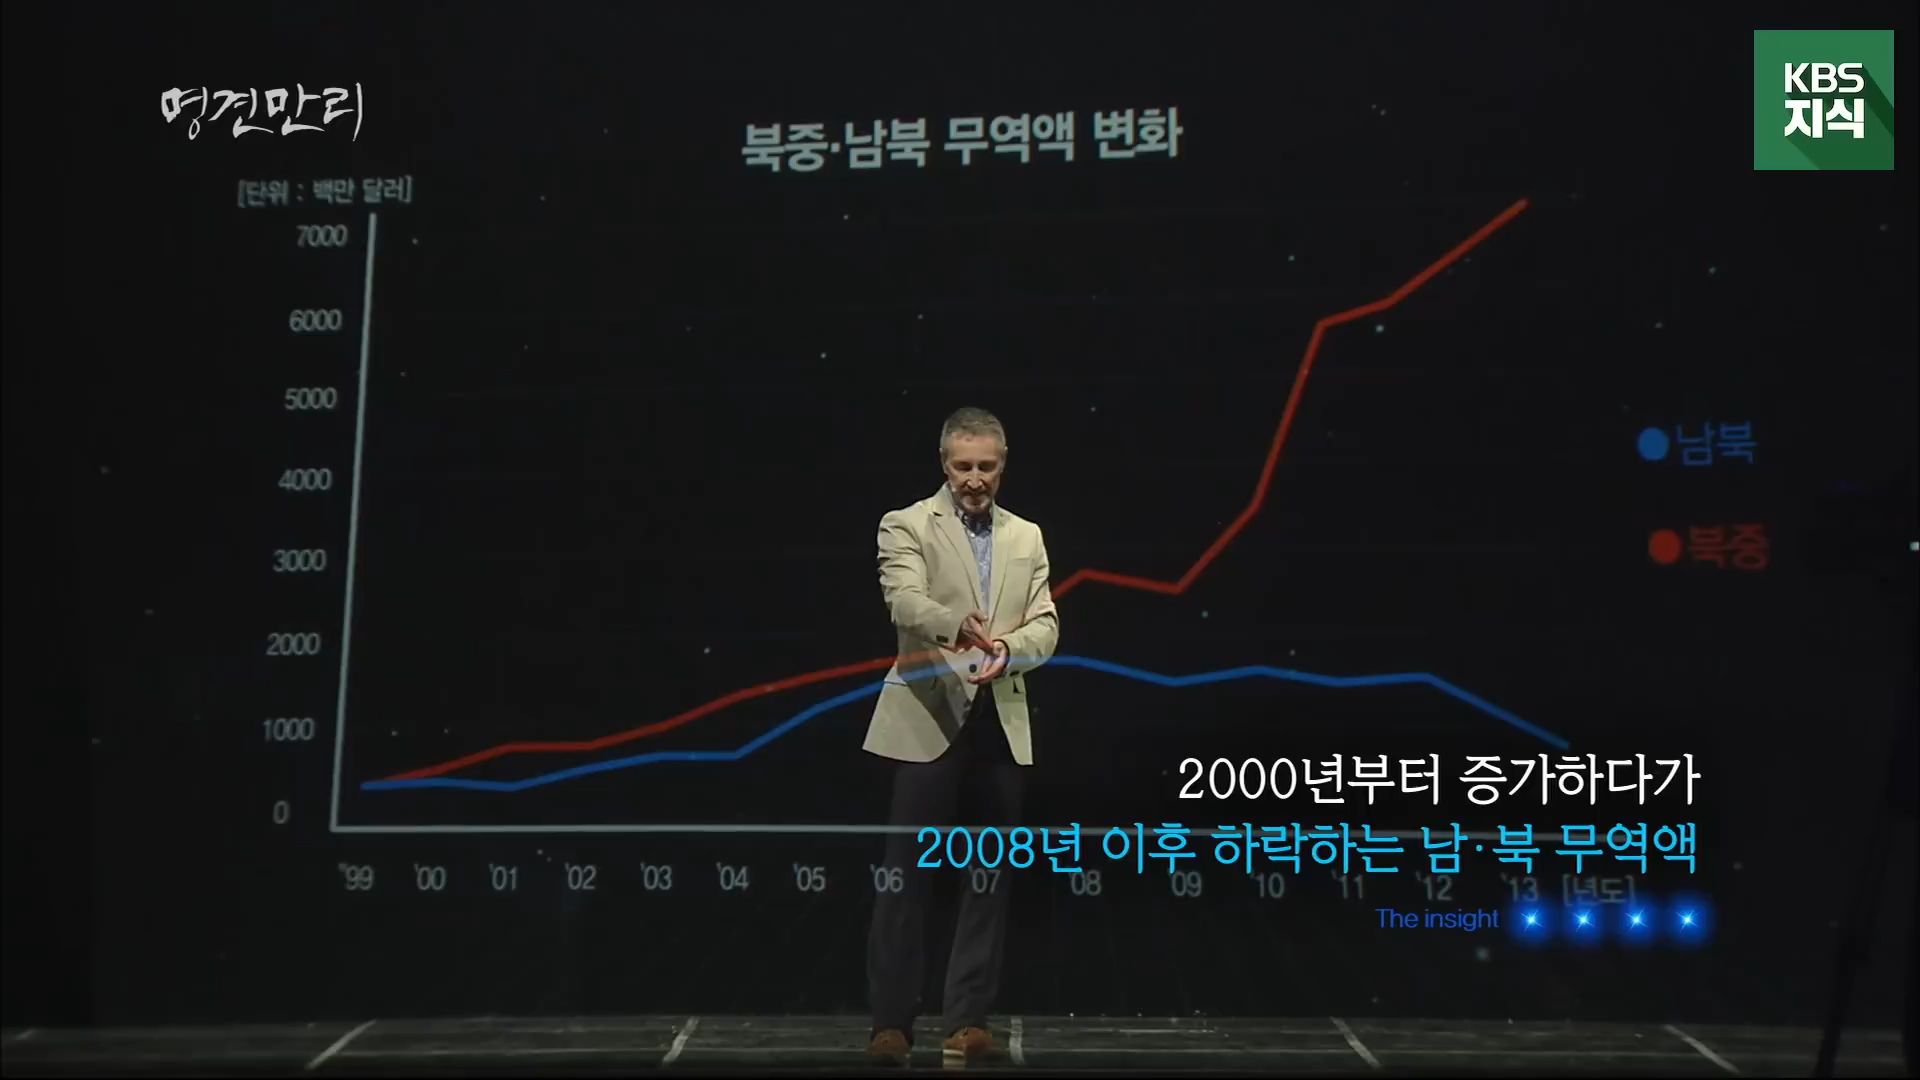 명견만리
KBS
지식
북중·남북 무역액 변화
[단위 : 백만 달러]
7000
6000
5000
4000
3000
2000
1000
0
남북
북중
'99 '00 '01 '02 '03 '04 '05 '06 '07 '08 '09 '10 '11 '12 '13 [년도]
2000년부터 증가하다가
2008년 이후 하락하는 남·북 무역액
The insight